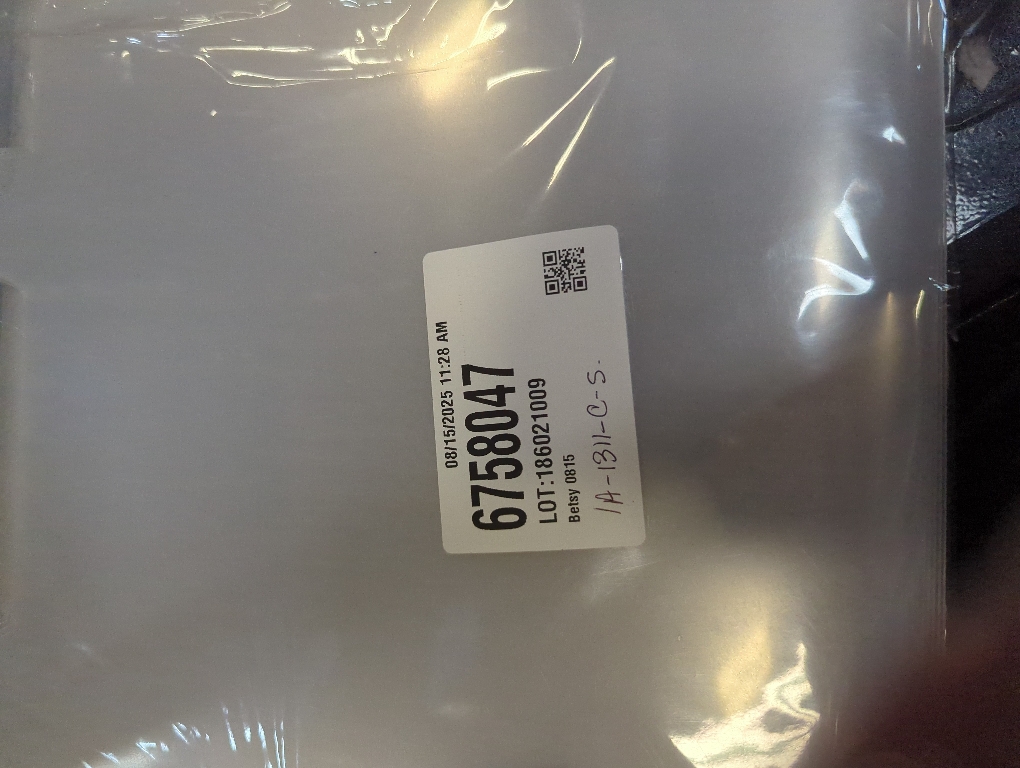 08/15/2025 11:28 AM
6758047
LOT:186021009
Betsy 0815
1A-1311-C-S.